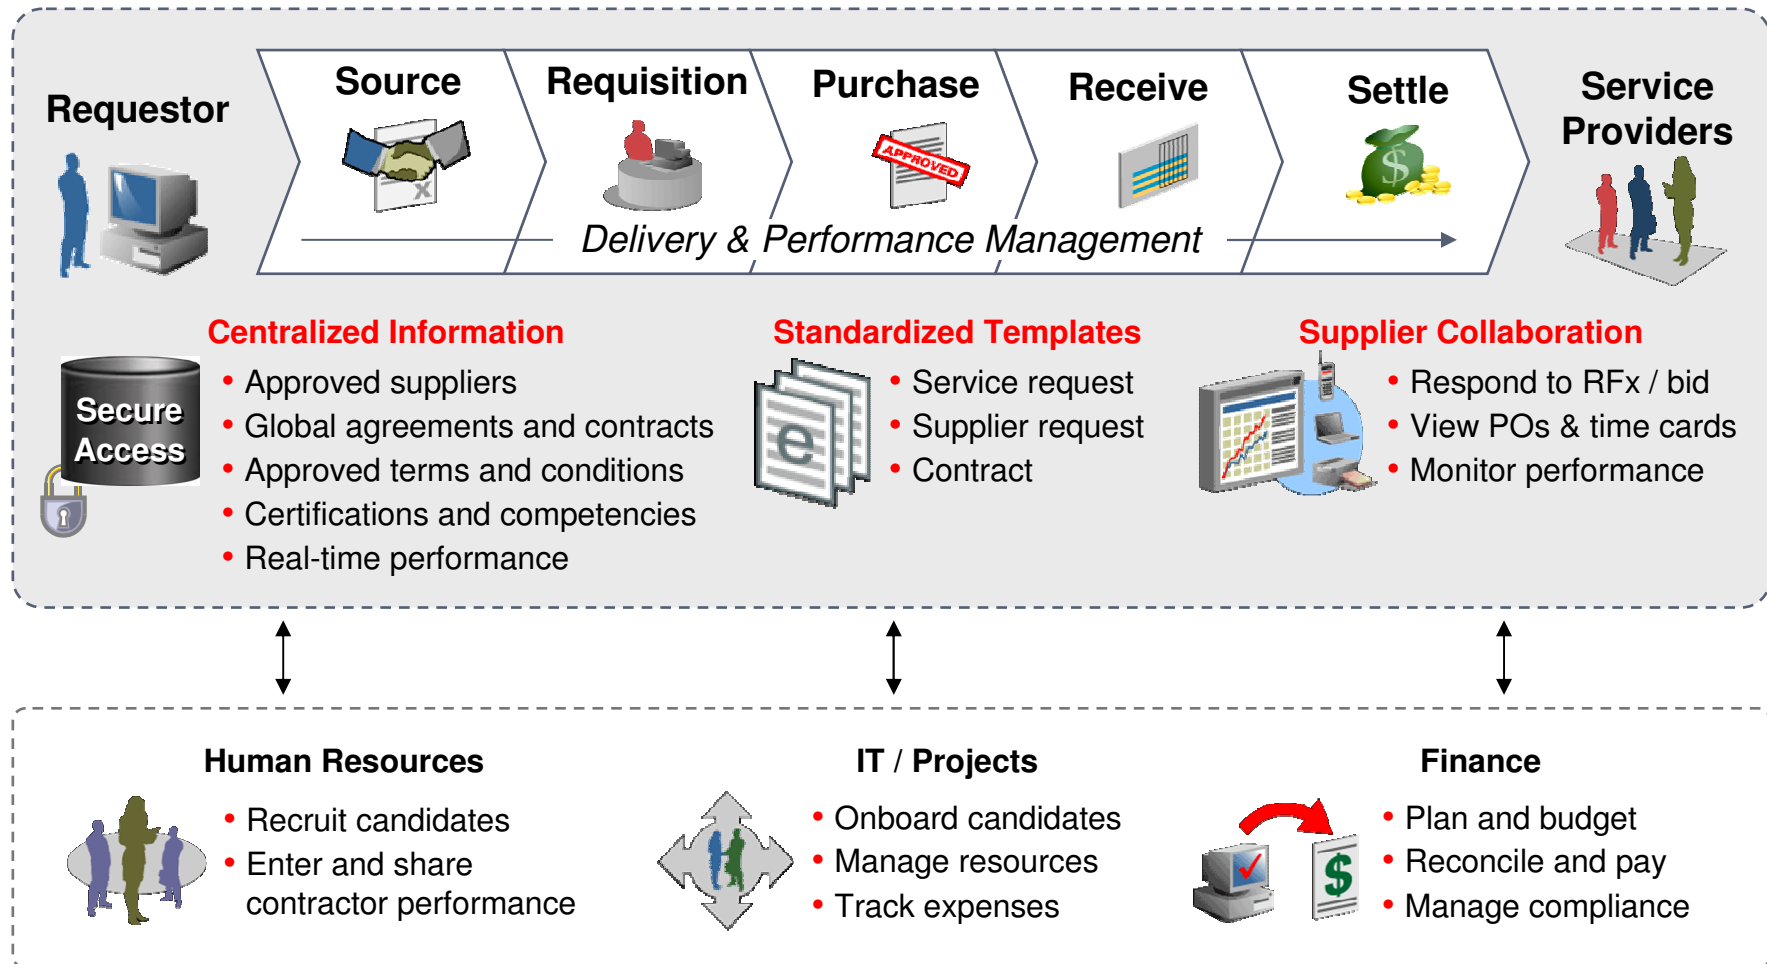 Requestor
Source
Requisition
Purchase
Receive
Settle
Service
Providers
APPROVED
X
$
Delivery & Performance Management
Centralized Information
Secure
Access
• Approved suppliers
• Global agreements and contracts
• Approved terms and conditions
• Certifications and competencies
• Real-time performance
Standardized Templates
e
• Service request
• Supplier request
• Contract
Supplier Collaboration
• Respond to RFx / bid
• View POs & time cards
• Monitor performance
Human Resources
• Recruit candidates
• Enter and share
contractor performance
IT / Projects
• Onboard candidates
• Manage resources
• Track expenses
Finance
$
• Plan and budget
• Reconcile and pay
• Manage compliance